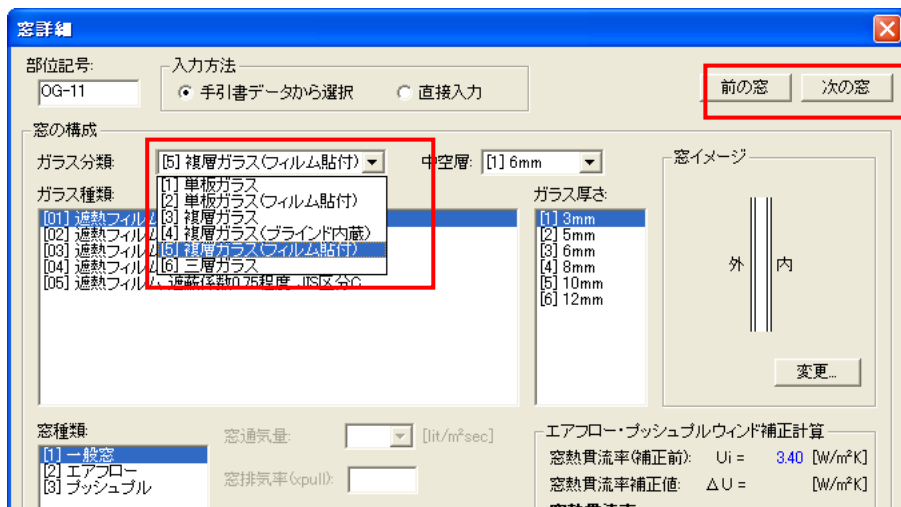 窓詳細
部位記号:
OG-11
入力方法
手引書データから選択
直接入力
前の窓
次の窓
窓の構成
ガラス分類:
[5] 複層ガラス(フィルム貼付)
中空層:
[1] 6mm
[1] 単板ガラス
[2] 単板ガラス(フィルム貼付)
[3] 複層ガラス
[4] 複層ガラス(ブラインド内蔵)
[5] 複層ガラス(フィルム貼付)
[6] 三層ガラス
ガラス種類:
[01] 遮熱フィルム
[02] 遮熱フィルム
[03] 遮熱フィルム
[04] 遮熱フィルム
[05] 遮熱フィルム 遮蔽係数0.75程度 JIS区分C
ガラス厚さ:
[1] 3mm
[2] 5mm
[3] 6mm
[4] 8mm
[5] 10mm
[6] 12mm
窓イメージ
外
内
変更...
窓種類:
[1] 一般窓
[2] エアフロー
[3] プッシュプル
窓通気量:
[lit/m²sec]
窓排気率(xpull):
エアフロー・プッシュプルウィンド補正計算
窓熱貫流率(補正前): Ui = 3.40 [W/m²K]
窓熱貫流率補正値: ΔU = [W/m²K]